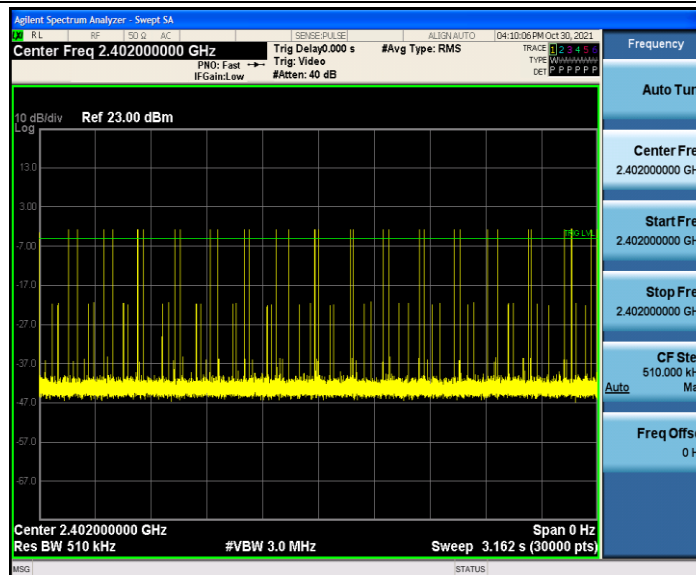 Agilent Spectrum Analyzer - Swept SA
LXI RL RF 50 Ω AC SENSE:PULSE ALIGN AUTO 04:10:06 PM Oct 30, 2021
Center Freq 2.402000000 GHz
PNO: Fast
IFGain:Low
Trig Delay0.000 s
Trig: Video
#Atten: 40 dB
#Avg Type: RMS
TRACE 1 2 3 4 5 6
TYPE WWWWWW
DET P P P P P P
10 dB/div Ref 23.00 dBm
Log
13.0
3.00
TRIG LVL
-7.00
-17.0
-27.0
-37.0
-47.0
-57.0
-67.0
Center 2.402000000 GHz Span 0 Hz
Res BW 510 kHz #VBW 3.0 MHz Sweep 3.162 s (30000 pts)
MSG STATUS
Frequency
Auto Tun
Center Fre
2.402000000 GH
Start Fre
2.402000000 GH
Stop Fre
2.402000000 GH
CF Ste
510.000 kH
Auto Ma
Freq Offse
0 H